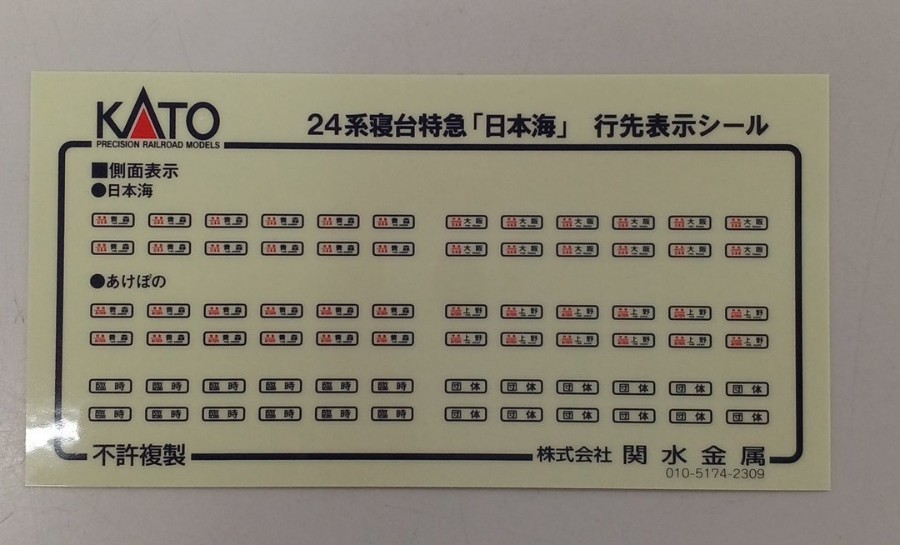 KATO
PRECISION RAILROAD MODELS
24系寝台特急「日本海」 行先表示シール
■側面表示
●日本海
青森 青森 青森 青森 青森 青森 大阪 大阪 大阪 大阪 大阪 大阪
青森 青森 青森 青森 青森 青森 大阪 大阪 大阪 大阪 大阪 大阪
●あけぼの
青森 青森 青森 青森 青森 青森 上野 上野 上野 上野 上野 上野
青森 青森 青森 青森 青森 青森 上野 上野 上野 上野 上野 上野
臨時 臨時 臨時 臨時 臨時 臨時 団体 団体 団体 団体 団体 団体
臨時 臨時 臨時 臨時 臨時 臨時 団体 団体 団体 団体 団体 団体
不許複製
株式会社 関水金属
010-5174-2309